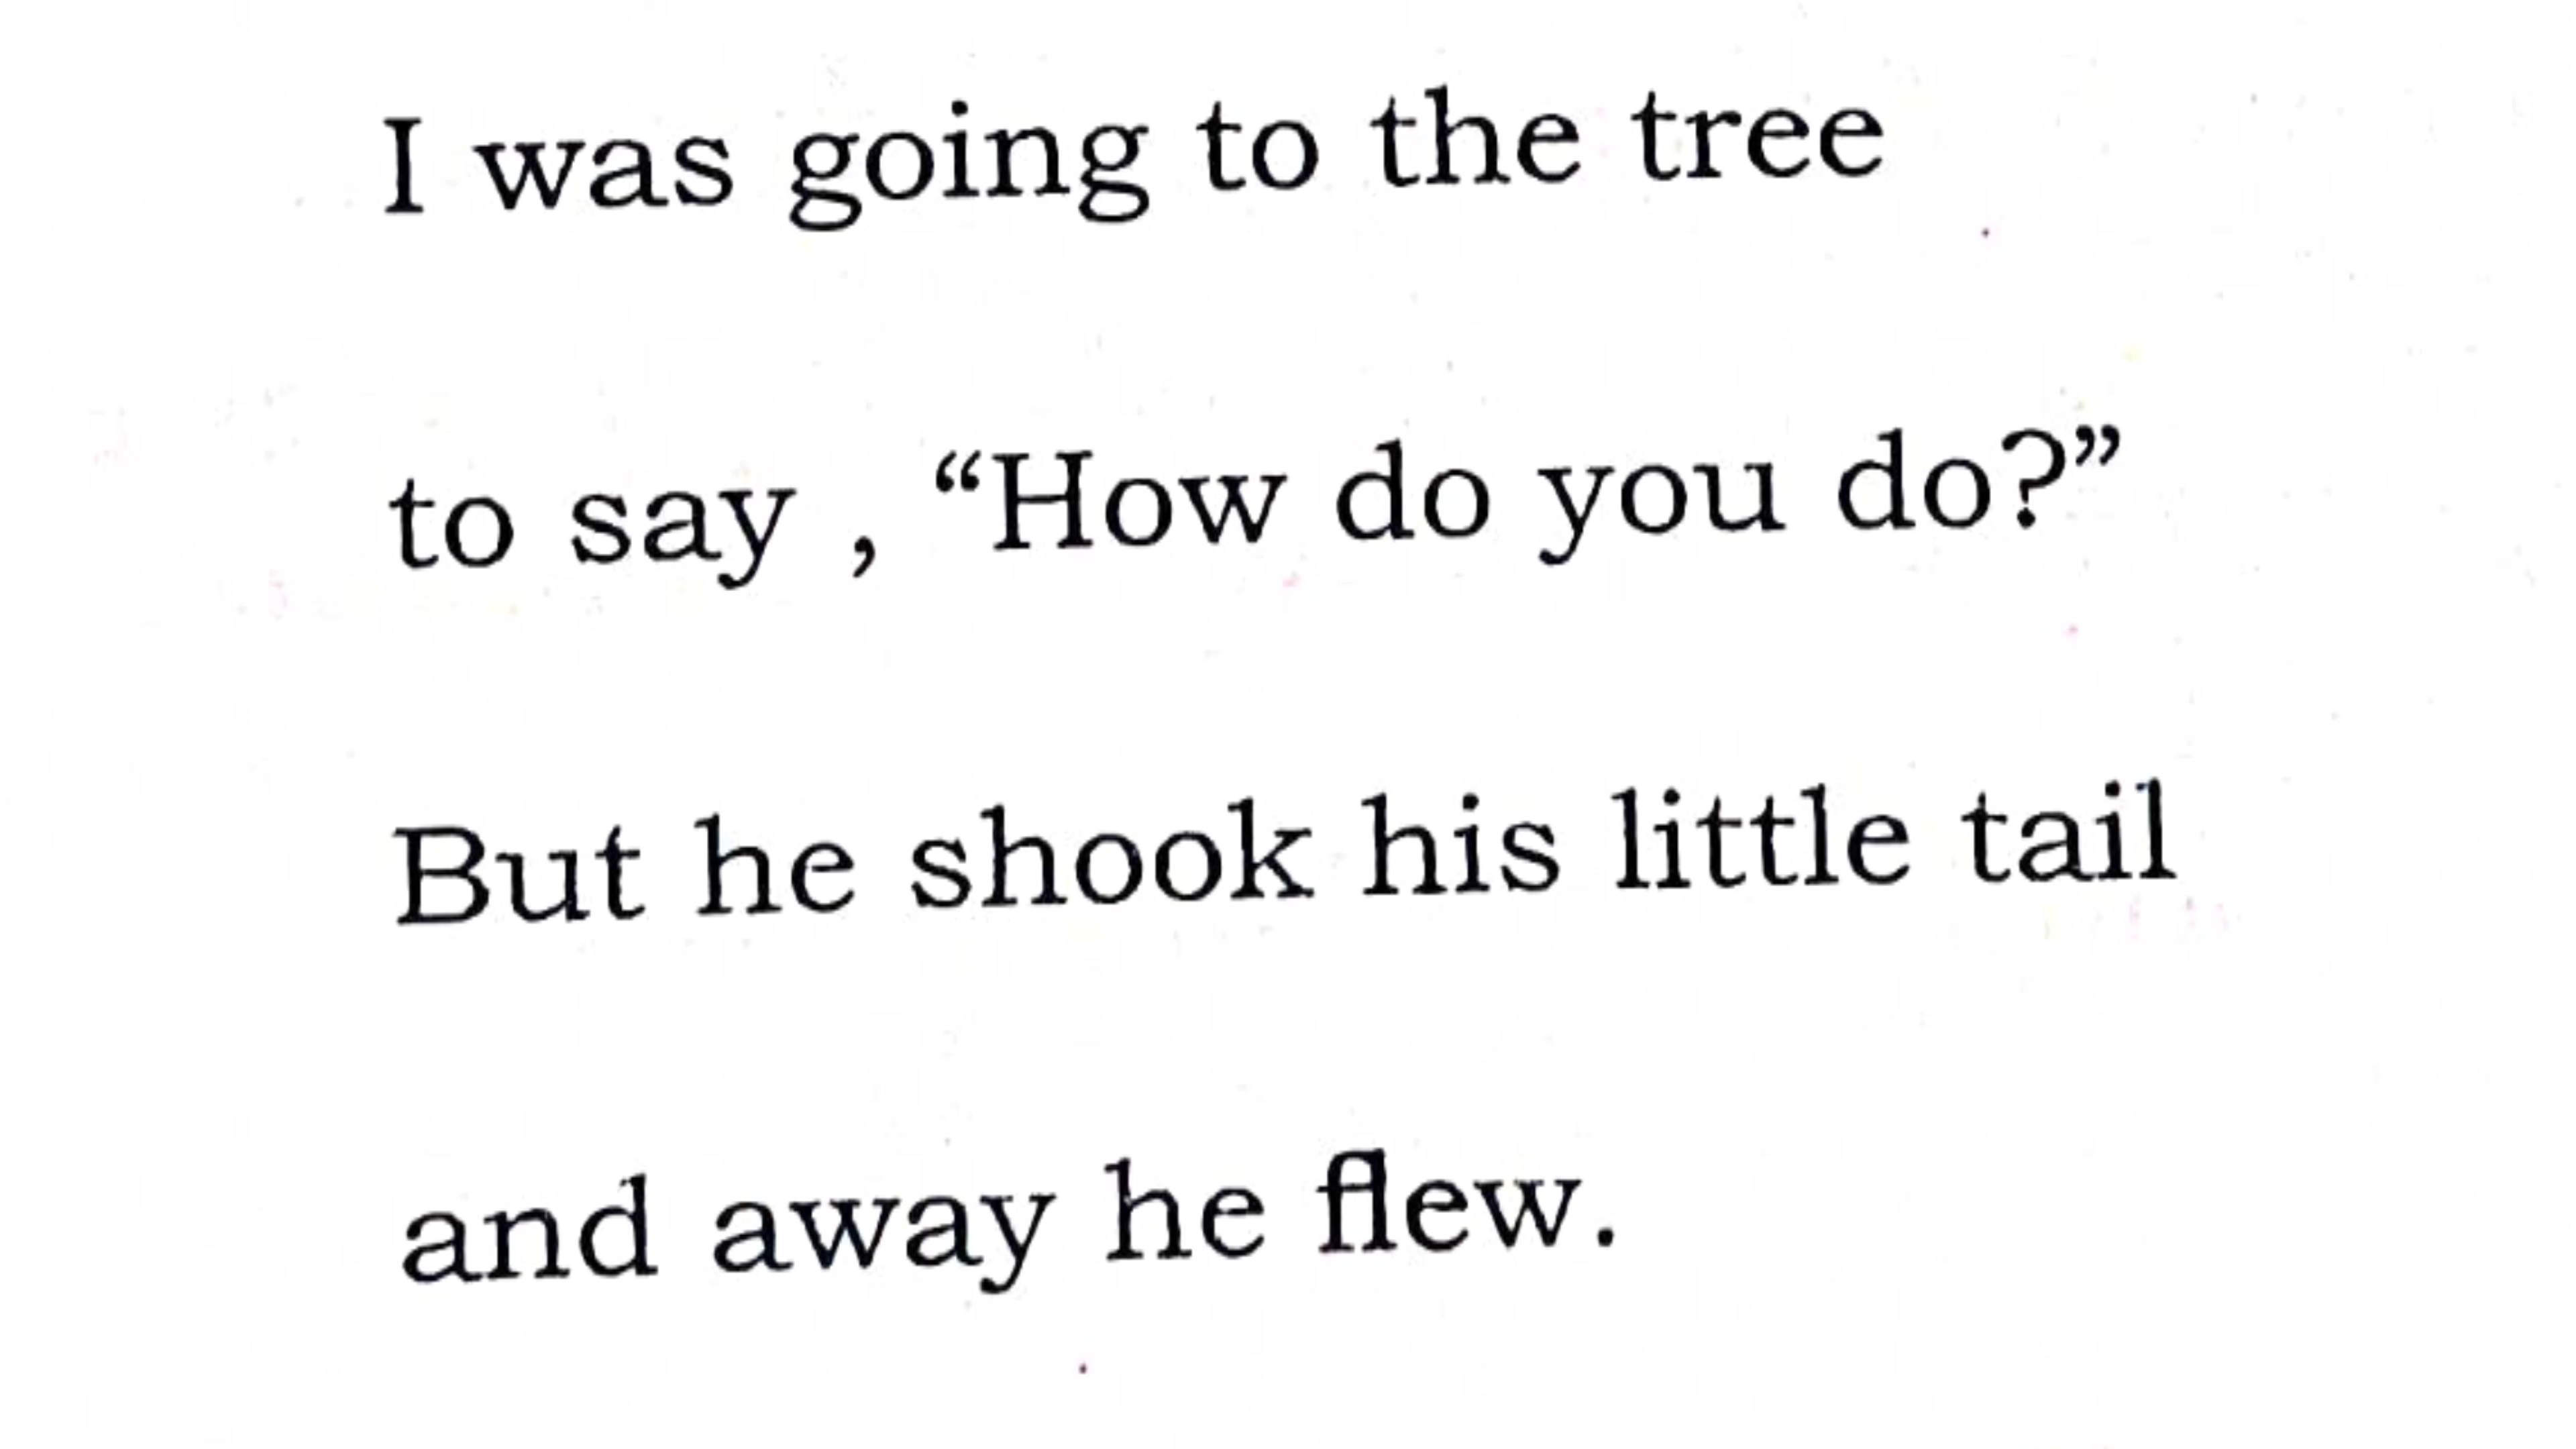 I was going to the tree
to say , “How do you do?”
But he shook his little tail
and away he flew.